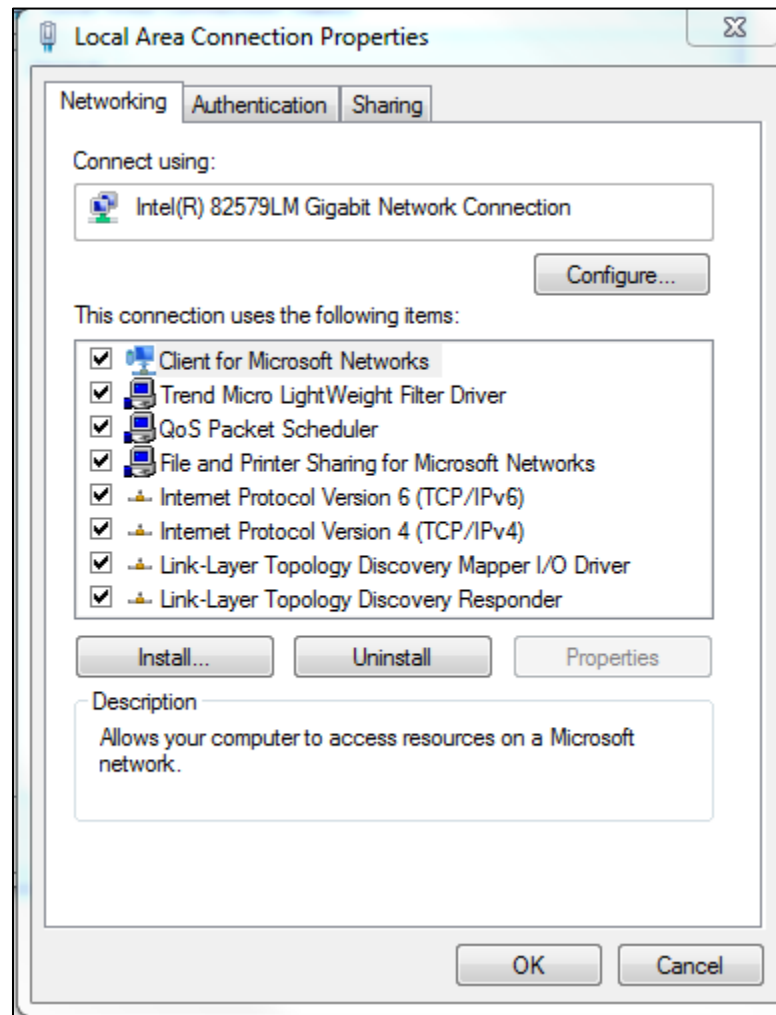 Local Area Connection Properties
Networking
Authentication
Sharing
Connect using:
Intel(R) 82579LM Gigabit Network Connection
Configure...
This connection uses the following items:
Client for Microsoft Networks
Trend Micro LightWeight Filter Driver
QoS Packet Scheduler
File and Printer Sharing for Microsoft Networks
Internet Protocol Version 6 (TCP/IPv6)
Internet Protocol Version 4 (TCP/IPv4)
Link-Layer Topology Discovery Mapper I/O Driver
Link-Layer Topology Discovery Responder
Install...
Uninstall
Properties
Description
Allows your computer to access resources on a Microsoft
network.
OK
Cancel